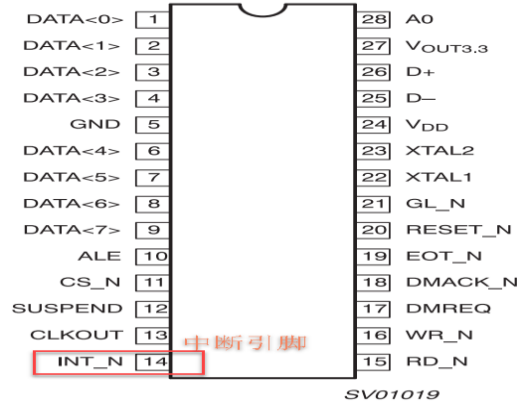 DATA<0> 1 28 A0
DATA<1> 2 27 VOUT3.3
DATA<2> 3 26 D+
DATA<3> 4 25 D–
GND 5 24 VDD
DATA<4> 6 23 XTAL2
DATA<5> 7 22 XTAL1
DATA<6> 8 21 GL_N
DATA<7> 9 20 RESET_N
ALE 10 19 EOT_N
CS_N 11 18 DMACK_N
SUSPEND 12 17 DMREQ
CLKOUT 13 中断引脚 16 WR_N
INT_N 14 15 RD_N
SV01019